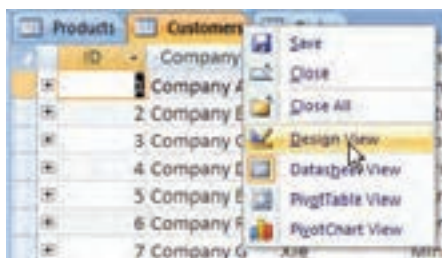 Products Customers
ID Company
Save
Close
1 Company A
Close All
2 Company
3 Company C
Design View
4 Company
Datasheet View
5 Company
PivotTable View
6 Company F
PivotChart View
7 Company G